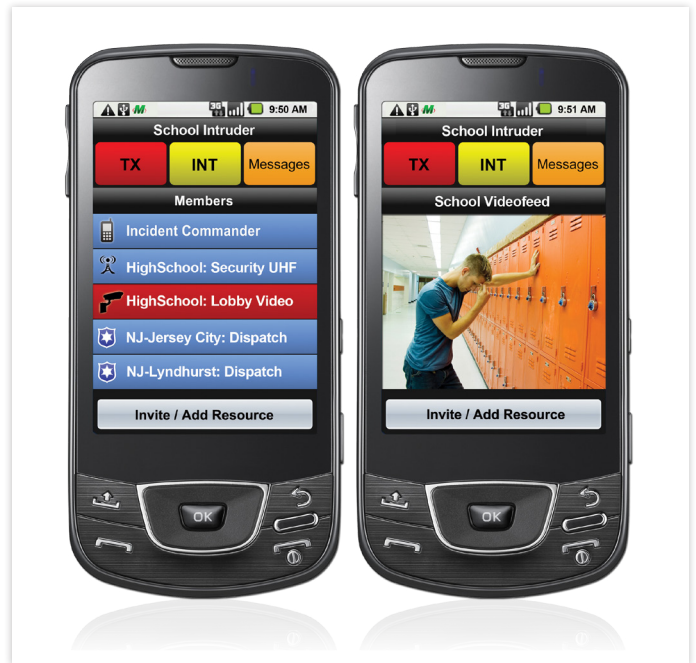 3G
9:50 AM
School Intruder
TX
INT
Messages
Members
Incident Commander
HighSchool: Security UHF
HighSchool: Lobby Video
NJ-Jersey City: Dispatch
NJ-Lyndhurst: Dispatch
Invite / Add Resource
OK
3G
9:51 AM
School Intruder
TX
INT
Messages
School Videofeed
Invite / Add Resource
OK